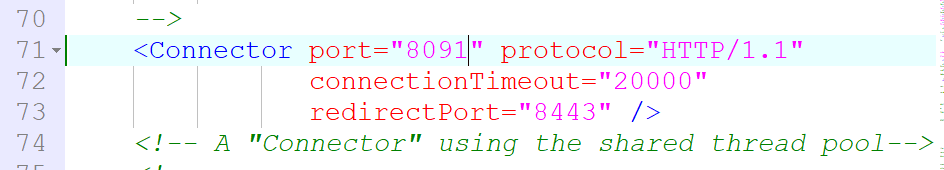 70 -->
71 <Connector port="8091" protocol="HTTP/1.1"
72 connectionTimeout="20000"
73 redirectPort="8443" />
74 <!-- A "Connector" using the shared thread pool-->